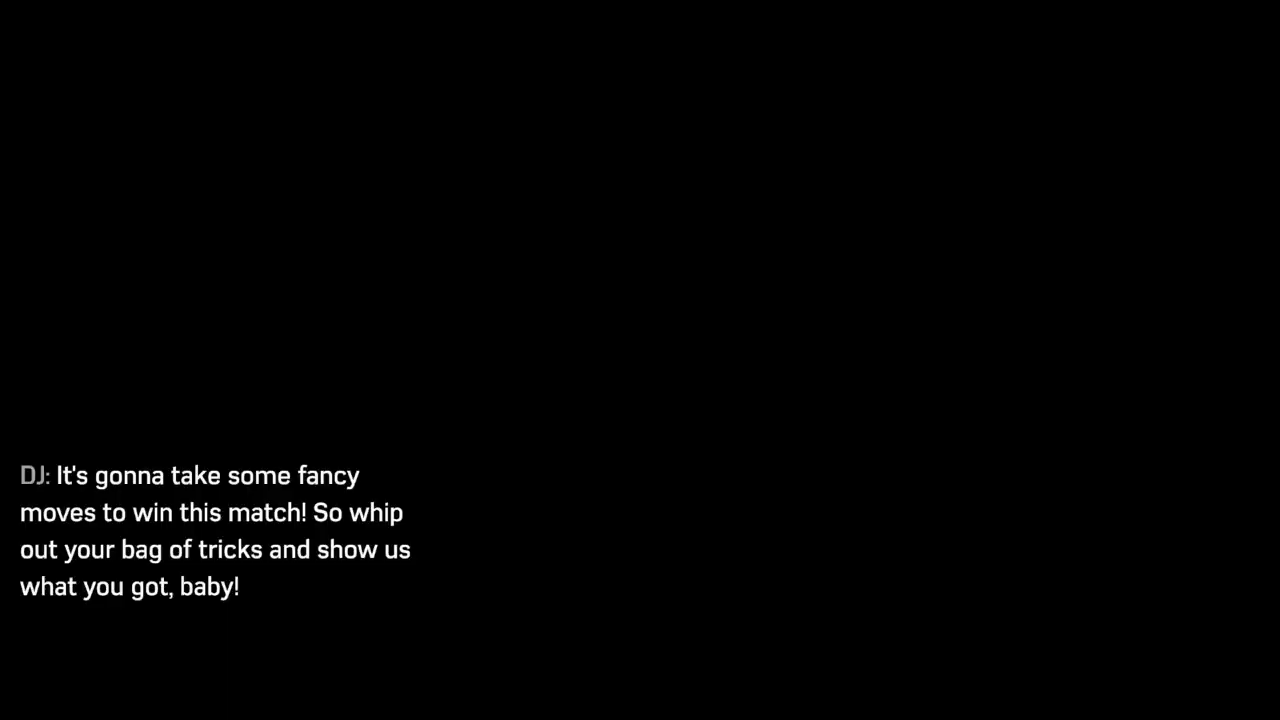 DJ: It's gonna take some fancy
moves to win this match! So whip
out your bag of tricks and show us
what you got, baby!